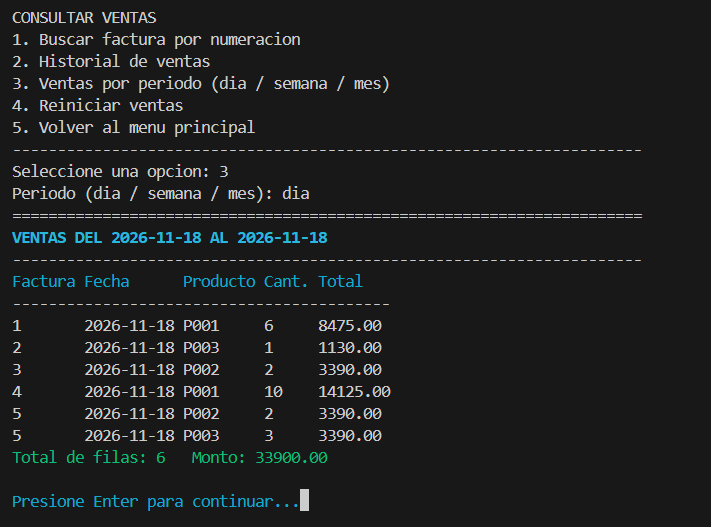 CONSULTAR VENTAS
1. Buscar factura por numeracion
2. Historial de ventas
3. Ventas por periodo (dia / semana / mes)
4. Reiniciar ventas
5. Volver al menu principal
----------------------------------------------------------------------
Seleccione una opcion: 3
Periodo (dia / semana / mes): dia
======================================================================
VENTAS DEL 2026-11-18 AL 2026-11-18
----------------------------------------------------------------------
Factura Fecha      Producto Cant. Total
------------------------------------------
1       2026-11-18 P001     6     8475.00
2       2026-11-18 P003     1     1130.00
3       2026-11-18 P002     2     3390.00
4       2026-11-18 P001     10    14125.00
5       2026-11-18 P002     2     3390.00
5       2026-11-18 P003     3     3390.00
Total de filas: 6   Monto: 33900.00
Presione Enter para continuar...